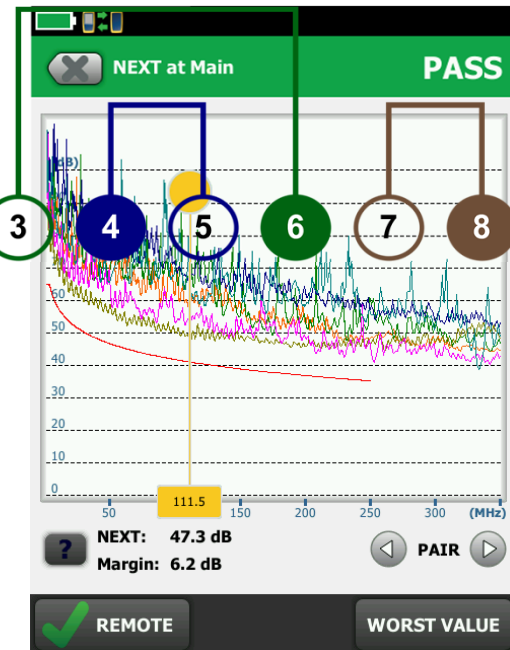 NEXT at Main
PASS
(dB)
3 4 5 6 7 8
60
50
40
30
20
10
0
111.5
50 150 200 250 300 (MHz)
? NEXT: 47.3 dB
Margin: 6.2 dB
PAIR
REMOTE
WORST VALUE